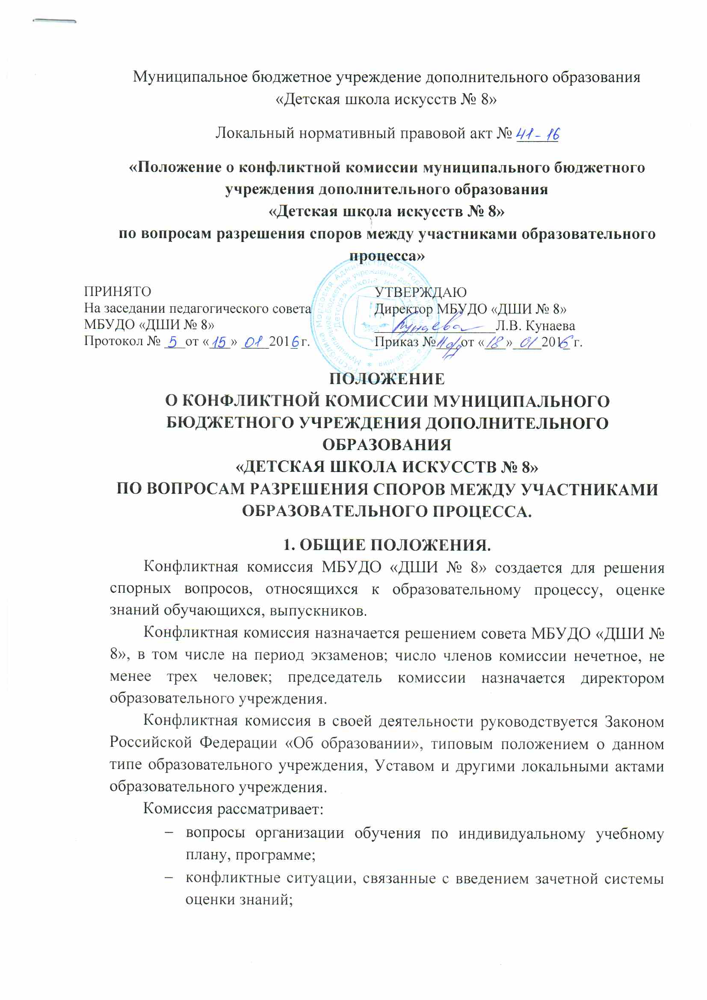 Муниципальное бюджетное учреждение дополнительного образования
«Детская школа искусств № 8»
Локальный нормативный правовой акт № 41-16
«Положение о конфликтной комиссии муниципального бюджетного
учреждения дополнительного образования
«Детская школа искусств № 8»
по вопросам разрешения споров между участниками образовательного
процесса»
ПРИНЯТО
На заседании педагогического совета
МБУДО «ДШИ № 8»
Протокол № 5 от «15» 01 2016 г.
УТВЕРЖДАЮ
Директор МБУДО «ДШИ № 8»
Кунаева Л.В. Кунаева
Приказ № от «18» 01 2016 г.
ПОЛОЖЕНИЕ
О КОНФЛИКТНОЙ КОМИССИИ МУНИЦИПАЛЬНОГО
БЮДЖЕТНОГО УЧРЕЖДЕНИЯ ДОПОЛНИТЕЛЬНОГО
ОБРАЗОВАНИЯ
«ДЕТСКАЯ ШКОЛА ИСКУССТВ № 8»
ПО ВОПРОСАМ РАЗРЕШЕНИЯ СПОРОВ МЕЖДУ УЧАСТНИКАМИ
ОБРАЗОВАТЕЛЬНОГО ПРОЦЕССА.
1. ОБЩИЕ ПОЛОЖЕНИЯ.
Конфликтная комиссия МБУДО «ДШИ № 8» создается для решения
спорных вопросов, относящихся к образовательному процессу, оценке
знаний обучающихся, выпускников.
Конфликтная комиссия назначается решением совета МБУДО «ДШИ №
8», в том числе на период экзаменов; число членов комиссии нечетное, не
менее трех человек; председатель комиссии назначается директором
образовательного учреждения.
Конфликтная комиссия в своей деятельности руководствуется Законом
Российской Федерации «Об образовании», типовым положением о данном
типе образовательного учреждения, Уставом и другими локальными актами
образовательного учреждения.
Комиссия рассматривает:
– вопросы организации обучения по индивидуальному учебному
плану, программе;
– конфликтные ситуации, связанные с введением зачетной системы
оценки знаний;